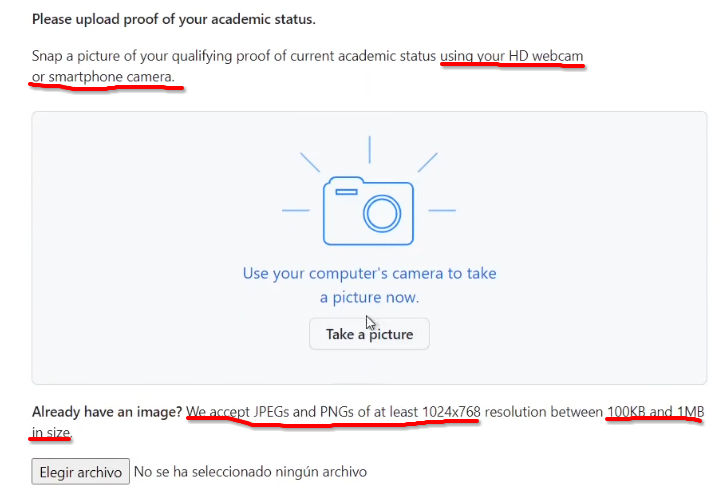 Please upload proof of your academic status.
Snap a picture of your qualifying proof of current academic status using your HD webcam
or smartphone camera.
Use your computer's camera to take
a picture now.
Take a picture
Already have an image? We accept JPEGs and PNGs of at least 1024x768 resolution between 100KB and 1MB
in size.
Elegir archivo No se ha seleccionado ningún archivo